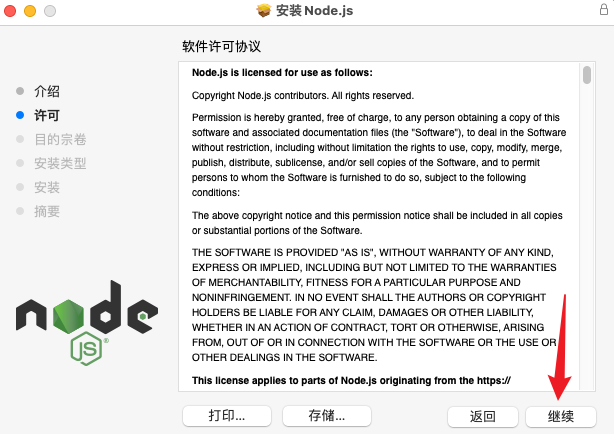 安装 Node.js
软件许可协议
介绍
许可
目的宗卷
安装类型
安装
摘要
Node.js is licensed for use as follows:
Copyright Node.js contributors. All rights reserved.
Permission is hereby granted, free of charge, to any person obtaining a copy of this
software and associated documentation files (the "Software"), to deal in the Software
without restriction, including without limitation the rights to use, copy, modify, merge,
publish, distribute, sublicense, and/or sell copies of the Software, and to permit
persons to whom the Software is furnished to do so, subject to the following
conditions:
The above copyright notice and this permission notice shall be included in all copies
or substantial portions of the Software.
THE SOFTWARE IS PROVIDED "AS IS", WITHOUT WARRANTY OF ANY KIND,
EXPRESS OR IMPLIED, INCLUDING BUT NOT LIMITED TO THE WARRANTIES
OF MERCHANTABILITY, FITNESS FOR A PARTICULAR PURPOSE AND
NONINFRINGEMENT. IN NO EVENT SHALL THE AUTHORS OR COPYRIGHT
HOLDERS BE LIABLE FOR ANY CLAIM, DAMAGES OR OTHER LIABILITY,
WHETHER IN AN ACTION OF CONTRACT, TORT OR OTHERWISE, ARISING
FROM, OUT OF OR IN CONNECTION WITH THE SOFTWARE OR THE USE OR
OTHER DEALINGS IN THE SOFTWARE.
This license applies to parts of Node.js originating from the https://
node
JS®
打印...
存储...
返回
继续